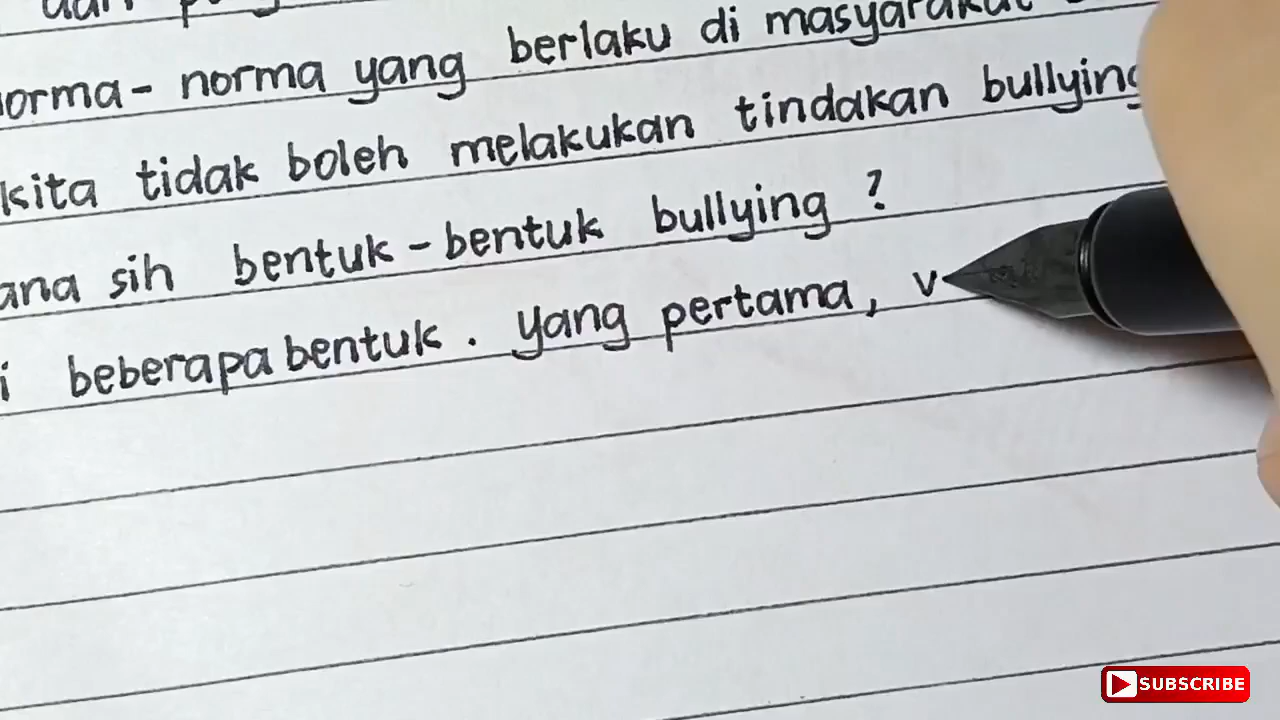 norma - norma yang berlaku di masyarakat
kita tidak boleh melakukan tindakan bullying
ana sih bentuk - bentuk bullying ?
i beberapa bentuk . yang pertama, v
SUBSCRIBE